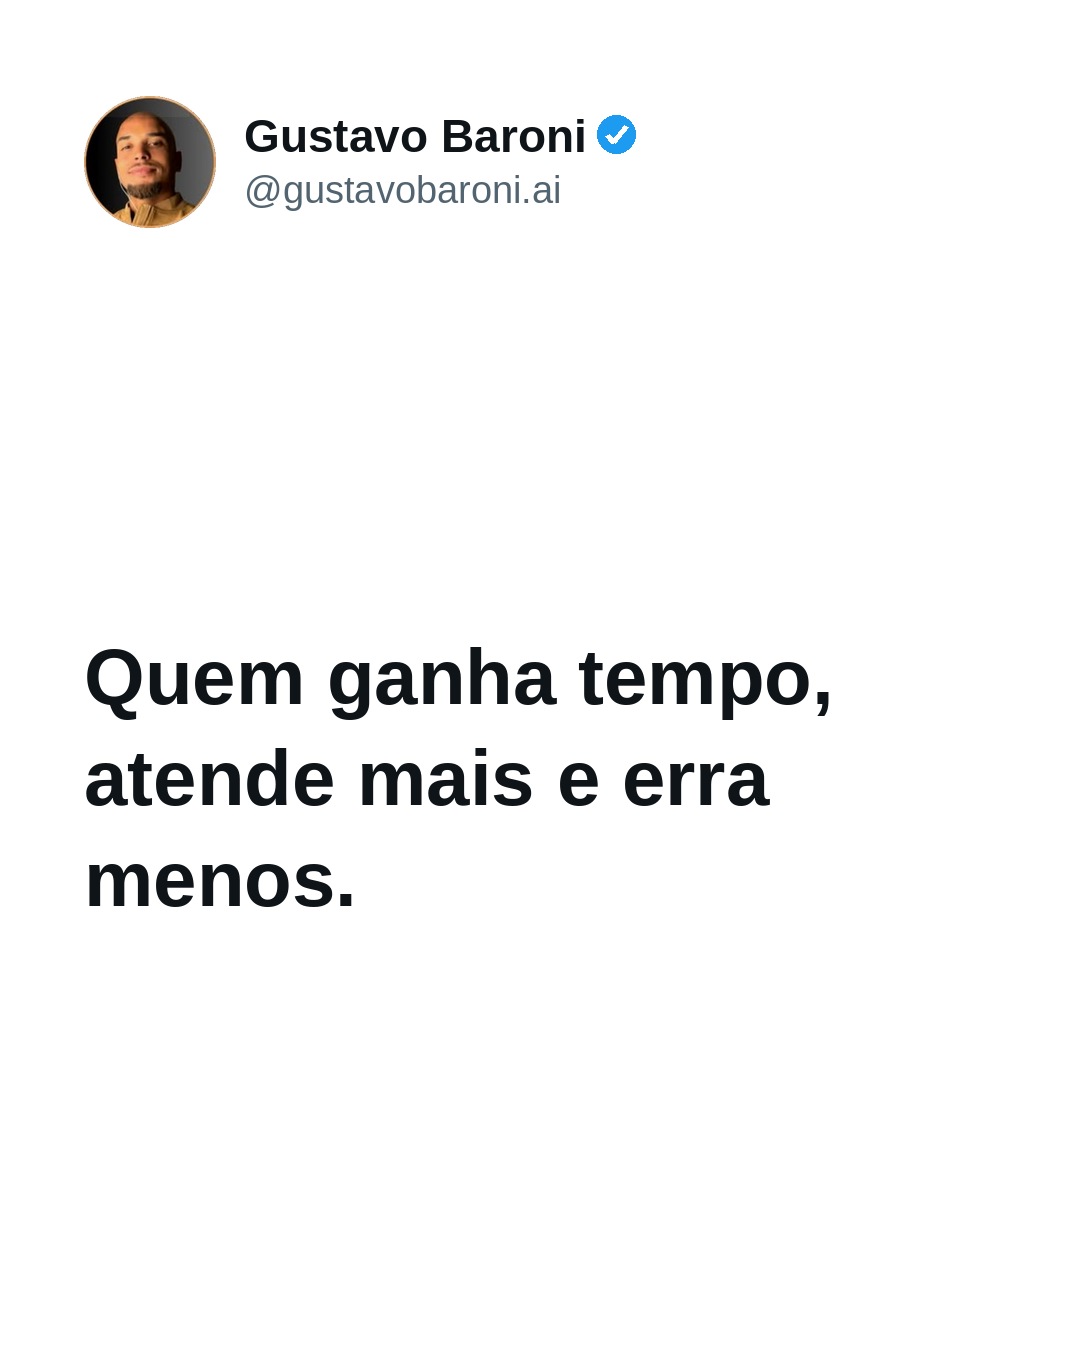 Gustavo Baroni
@gustavobaroni.ai
Quem ganha tempo,
atende mais e erra
menos.